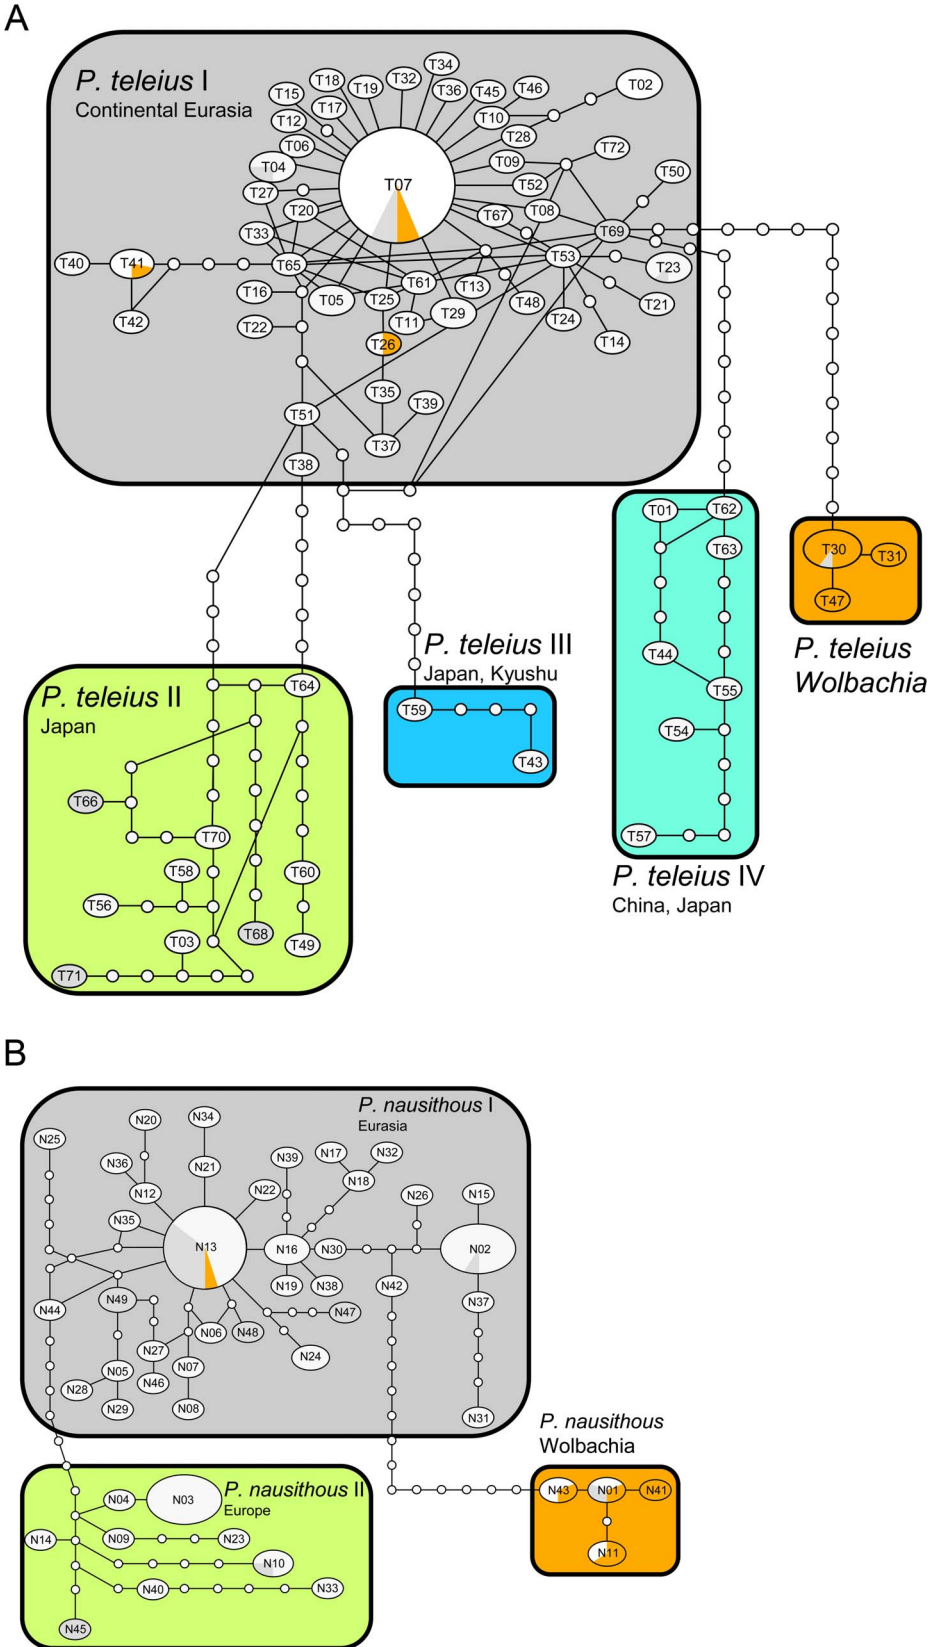 A
P. teleius I
Continental Eurasia
T34
T18
T32
T19
T15
T36
T45
T46
T02
T17
T12
T10
T28
T06
T72
T04
T09
T50
T07
T52
T27
T20
T67
T08
T33
T69
T53
T40
T41
T65
T23
T61
T16
T05
T25
T13
T48
T21
T42
T22
T11
T29
T24
T26
T14
T35
T39
T51
T37
T38
T01
T62
T63
T30
T31
T47
P. teleius III
Japan, Kyushu
T44
P. teleius
Wolbachia
P. teleius II
Japan
T64
T55
T59
T54
T43
T66
T70
T57
T58
T60
P. teleius IV
China, Japan
T56
T68
T03
T49
T71
B
P. nausithous I
Eurasia
N20
N34
N25
N36
N21
N39
N17
N32
N12
N22
N18
N26
N15
N35
N13
N16
N30
N02
N19
N38
N42
N44
N49
N37
N47
N06
N48
N27
N24
N05
N07
N28
N46
N29
N08
N31
P. nausithous
Wolbachia
P. nausithous II
Europe
N04
N03
N43
N01
N41
N14
N09
N23
N11
N10
N40
N33
N45